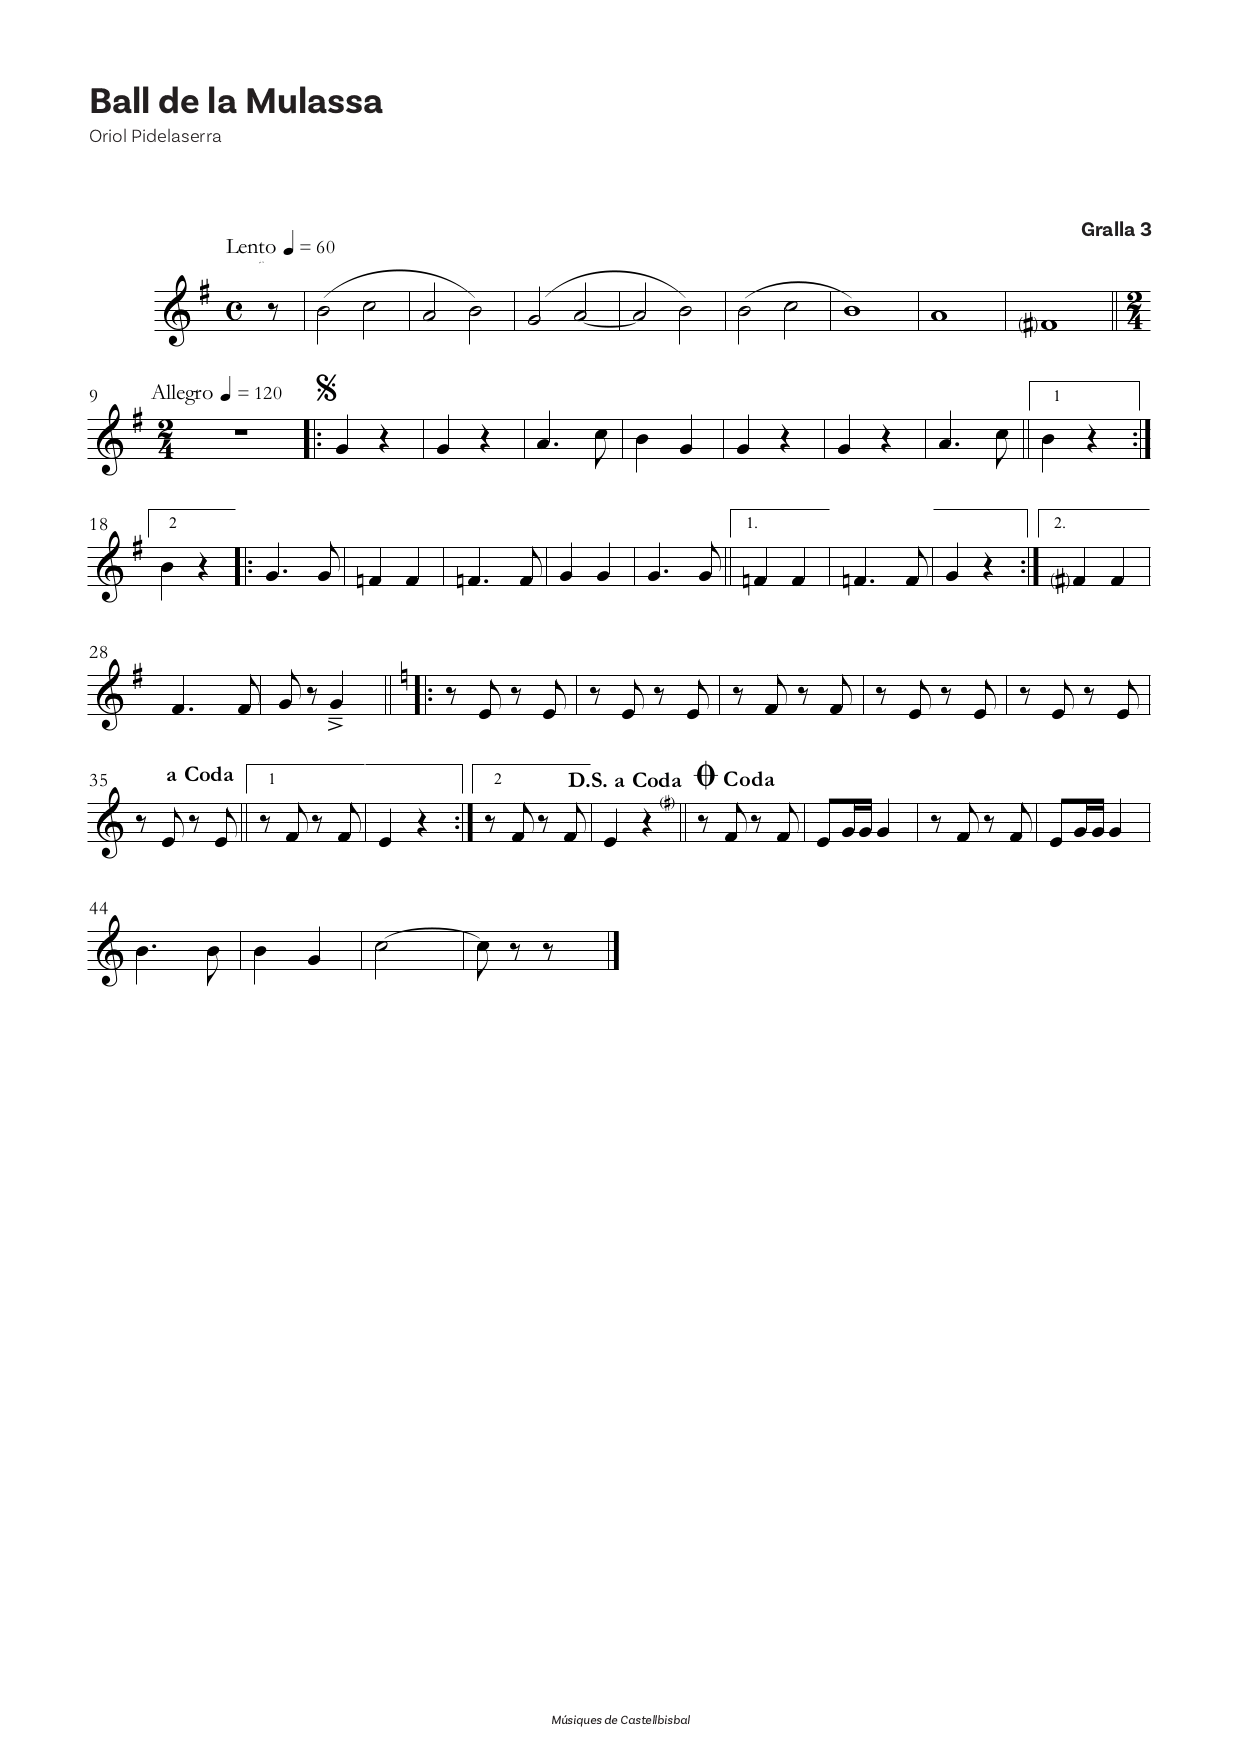 Ball de la Mulassa
Oriol Pidelaserra
Gralla 3
Lento = 60
9 Allegro = 120
1
18 2 1. 2.
28
35 a Coda 1 2 D.S. a Coda Coda
44
Músiques de Castellbisbal